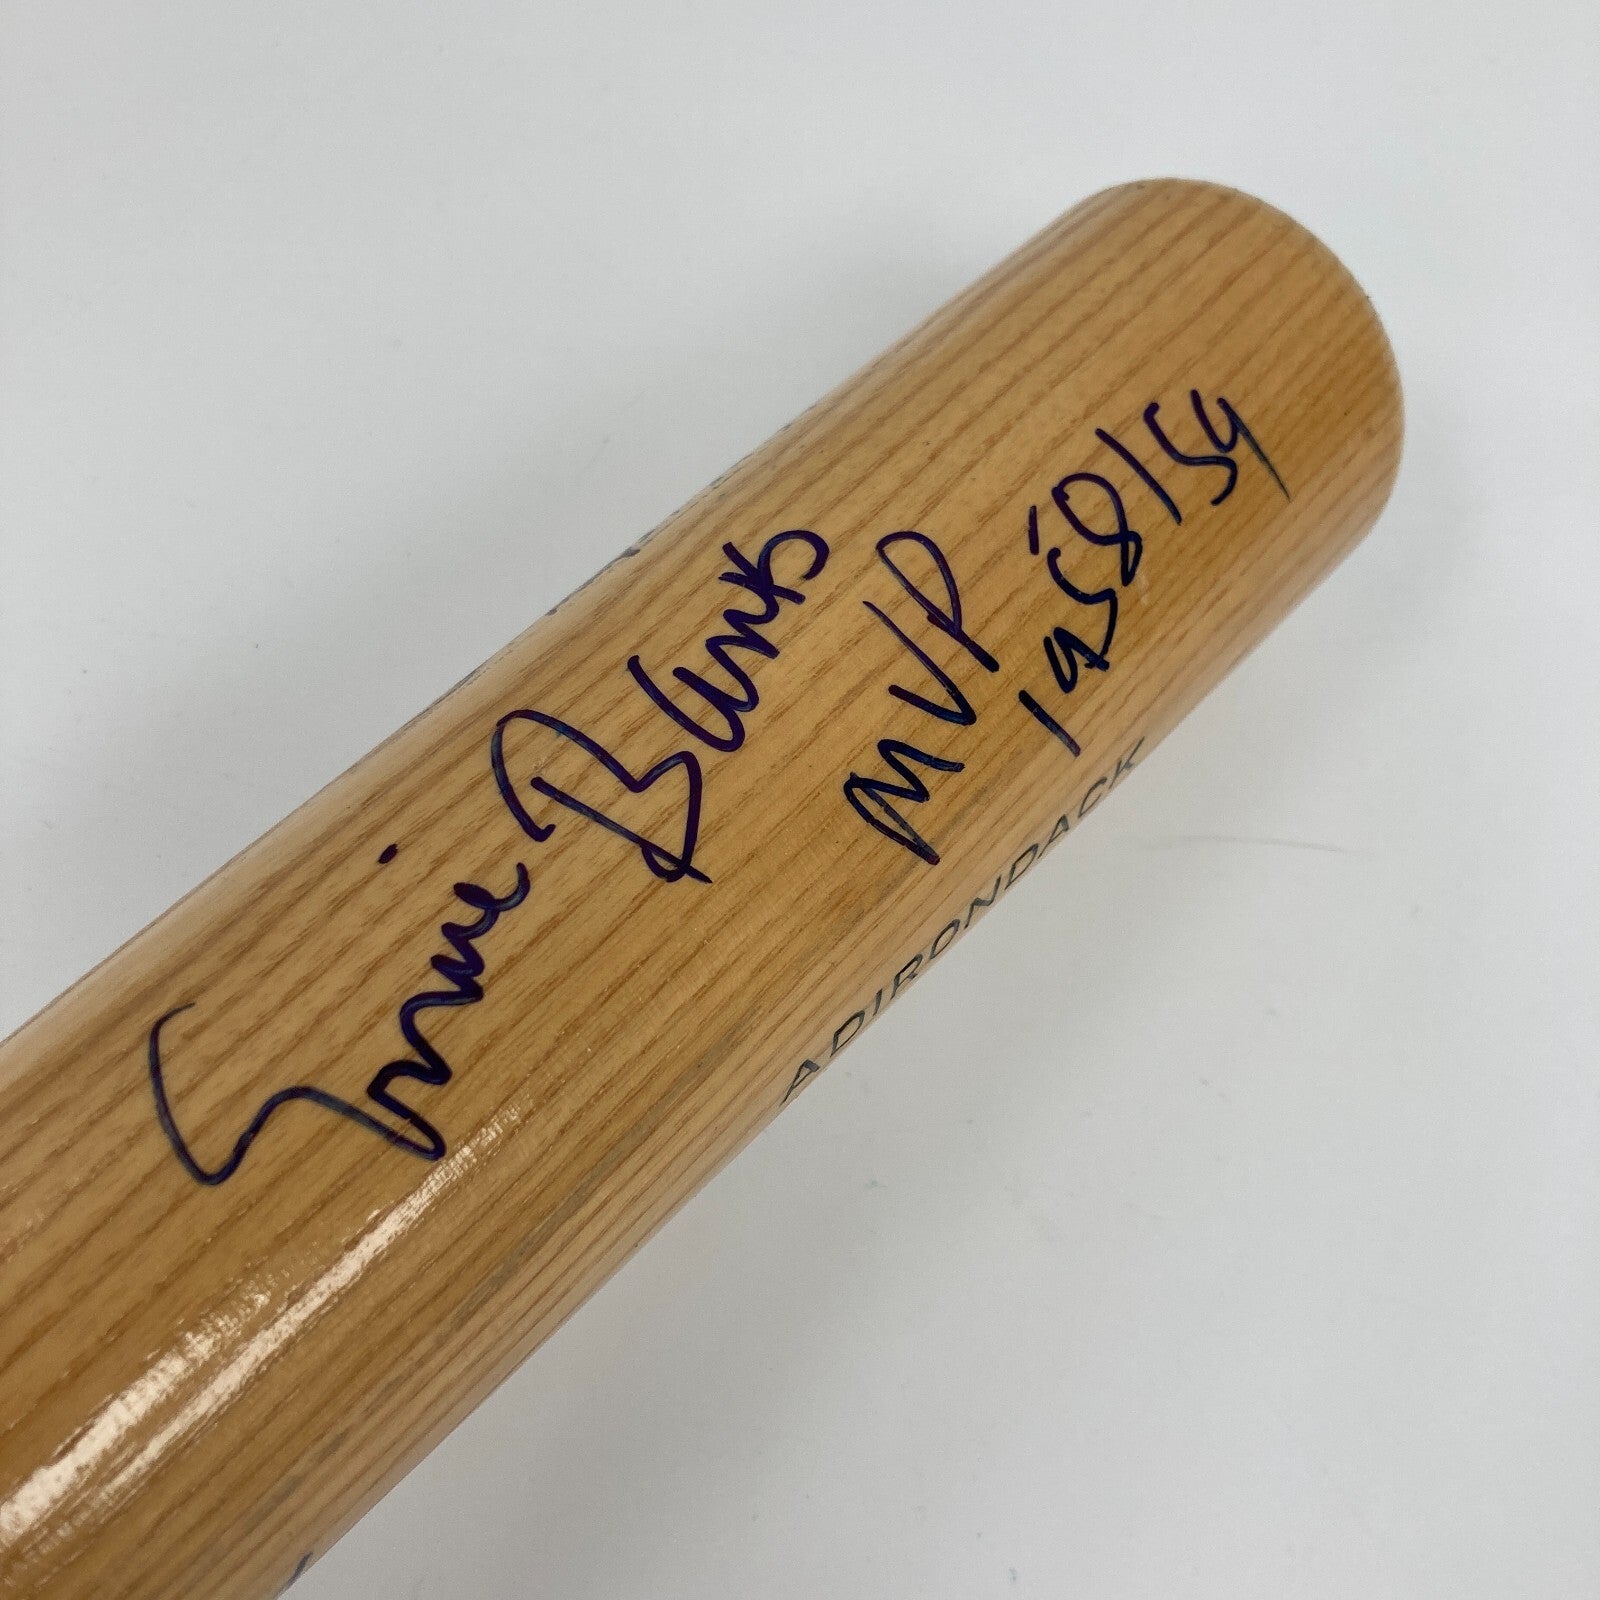 Ernie Banks
MVP
1958/59
ADIRONDACK